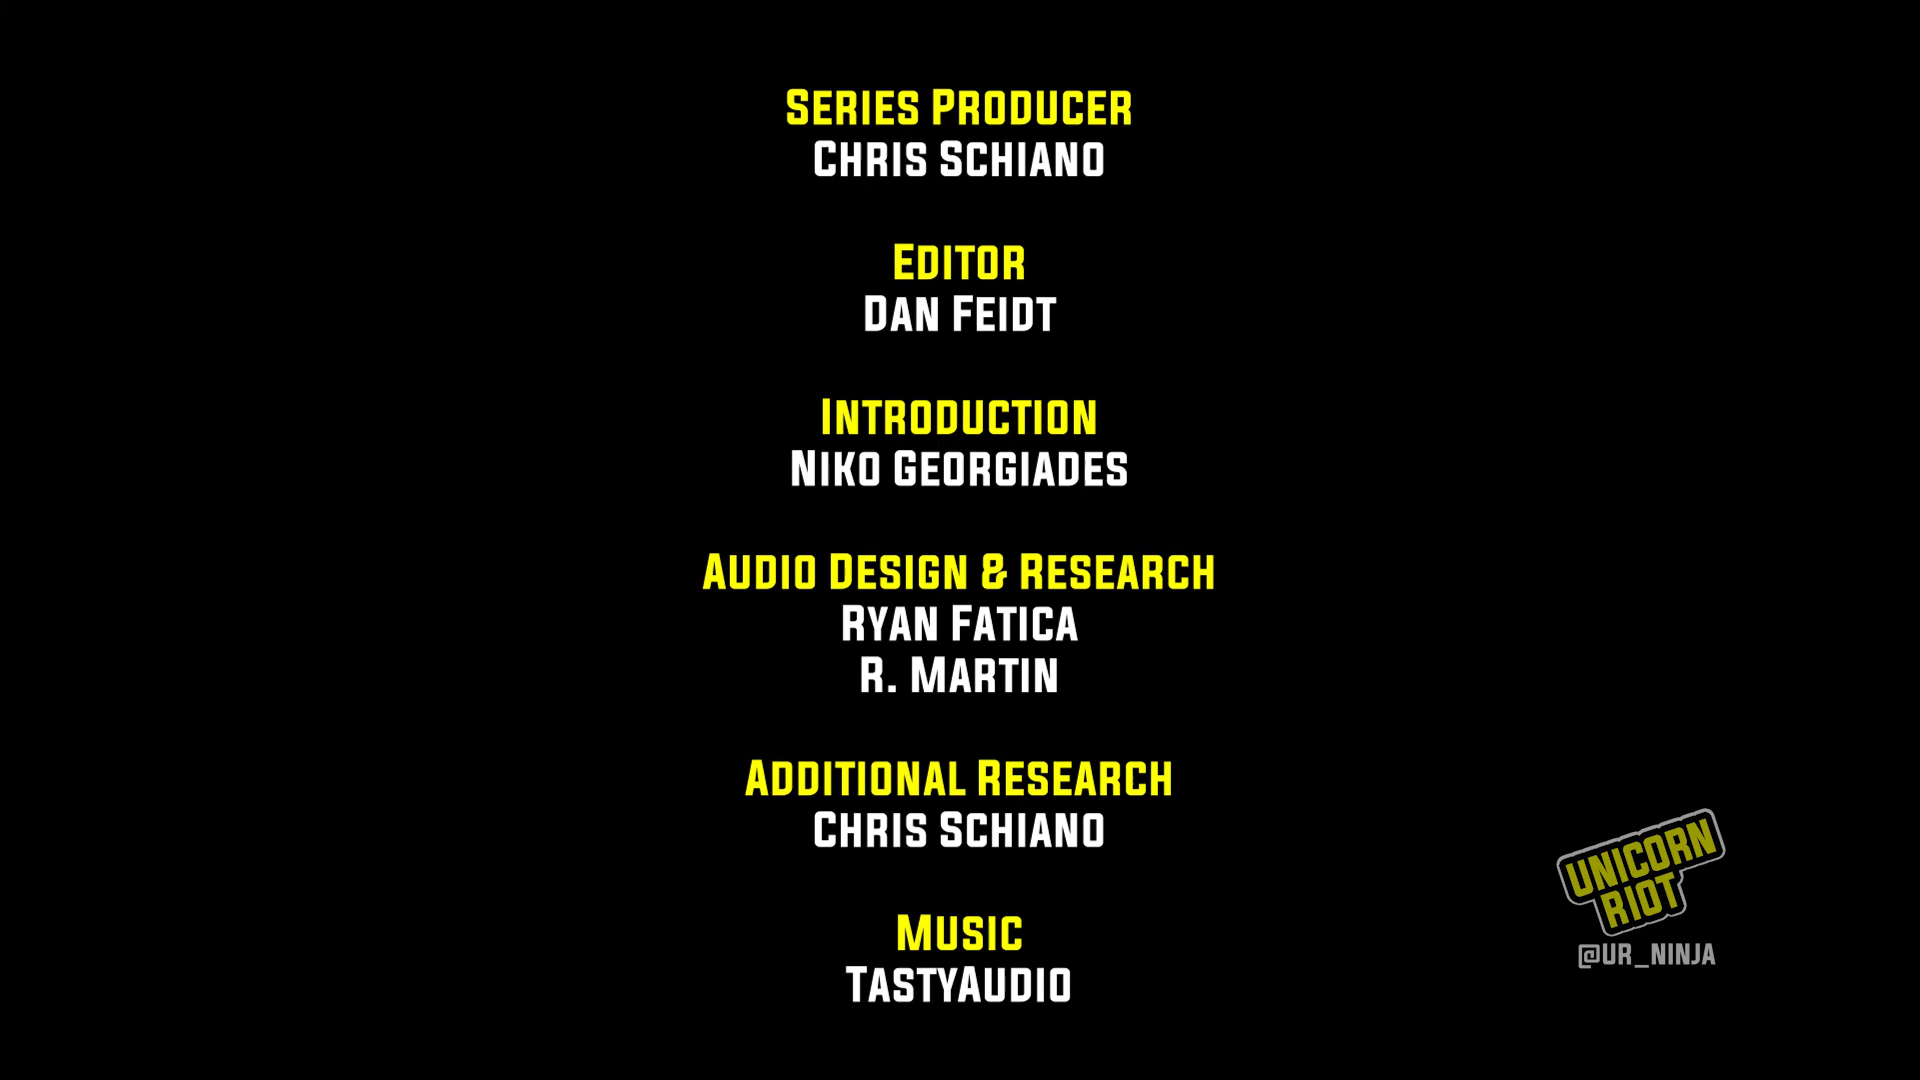 Series Producer
Chris Schiano
Editor
Dan Feidt
Introduction
Niko Georgiades
Audio Design & Research
Ryan Fatica
R. Martin
Additional Research
Chris Schiano
Music
TastyAudio
UNICORN
RIOT
@UR_NINJA